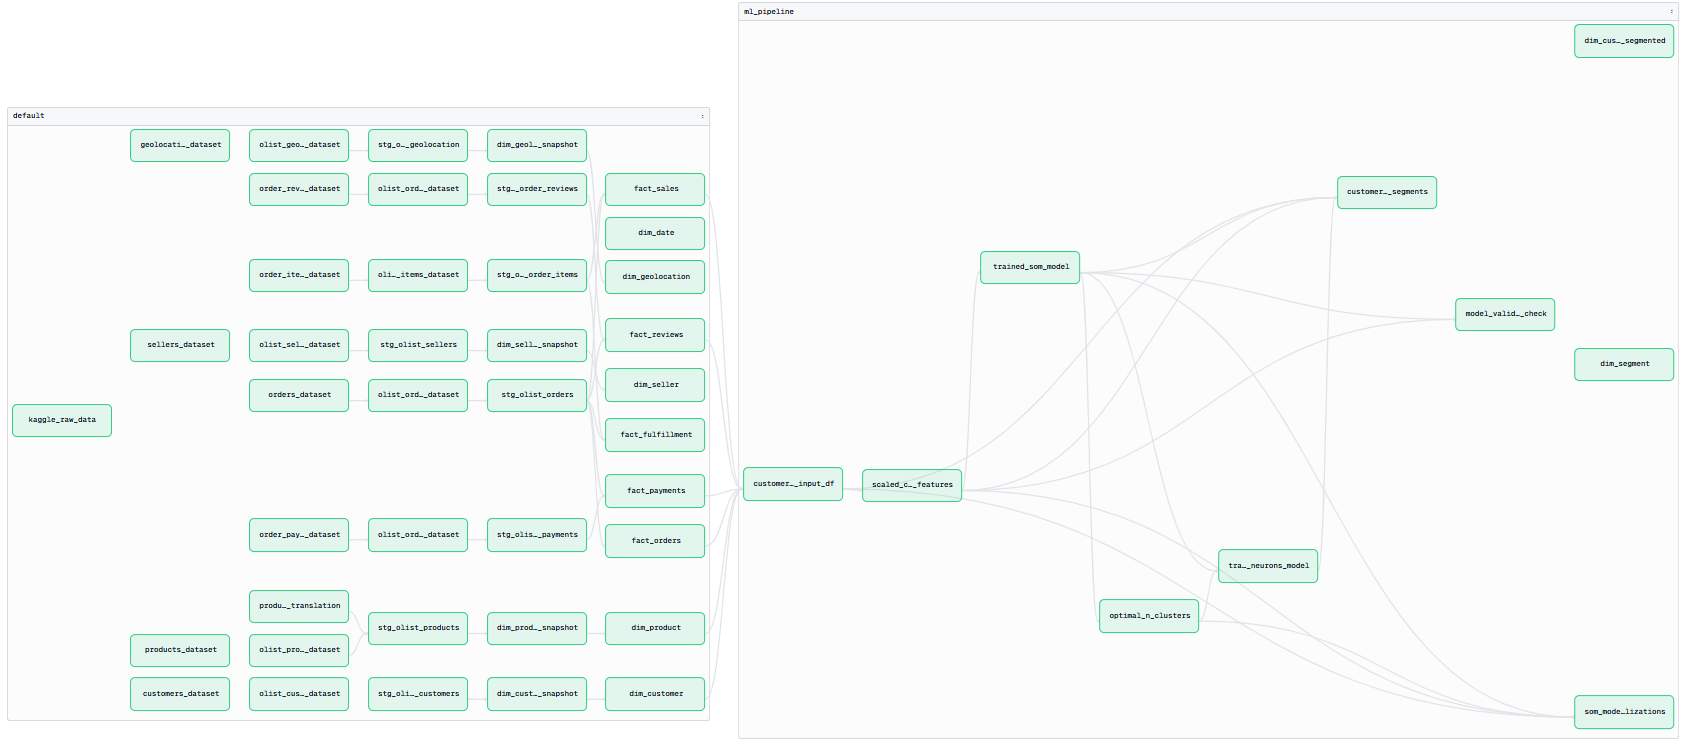 ml_pipeline
:
dim_cus…_segmented
default
:
geolocati…_dataset
olist_geo…_dataset
stg_o…_geolocation
dim_geol…_snapshot
order_rev…_dataset
olist_ord…_dataset
stg_…_order_reviews
fact_sales
dim_date
order_ite…_dataset
oli…_items_dataset
stg_o…_order_items
dim_geolocation
sellers_dataset
olist_sel…_dataset
stg_olist_sellers
dim_sell…_snapshot
fact_reviews
orders_dataset
olist_ord…_dataset
stg_olist_orders
dim_seller
kaggle_raw_data
fact_fulfillment
fact_payments
order_pay…_dataset
olist_ord…_dataset
stg_olis…_payments
fact_orders
produ…_translation
stg_olist_products
dim_prod…_snapshot
dim_product
products_dataset
olist_pro…_dataset
customers_dataset
olist_cus…_dataset
stg_oli…_customers
dim_cust…_snapshot
dim_customer
customer…_segments
trained_som_model
model_valid…_check
dim_segment
customer…_input_df
scaled_c…_features
tra…_neurons_model
optimal_n_clusters
som_mode…lizations